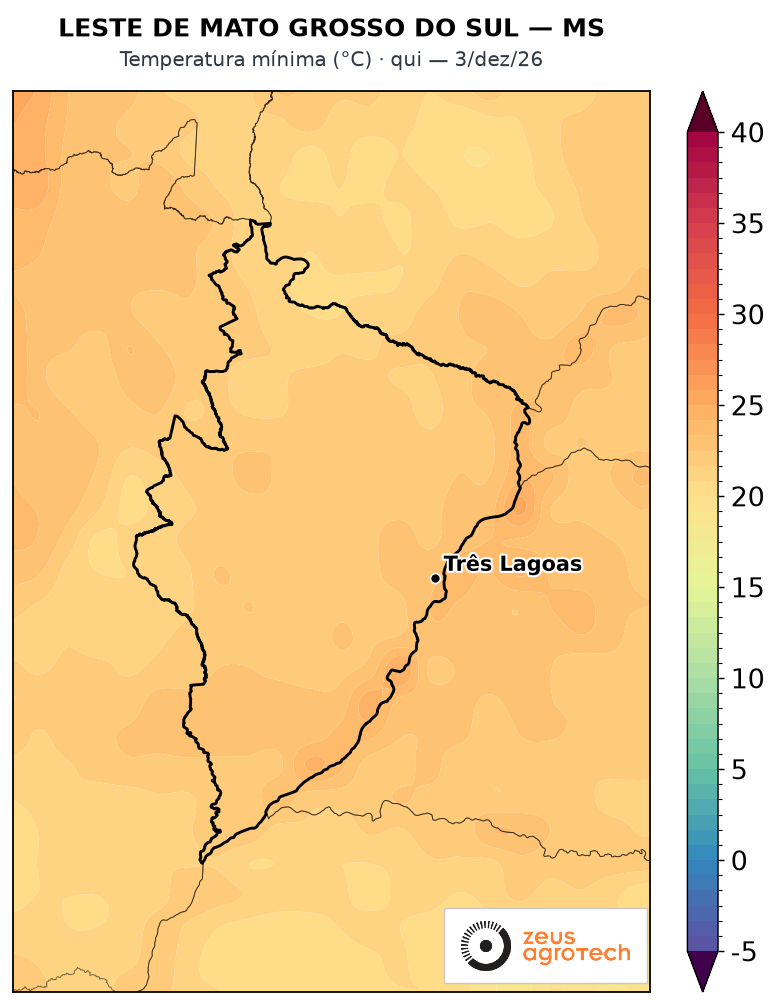 LESTE DE MATO GROSSO DO SUL — MS
Temperatura mínima (°C) · qui — 3/dez/26
40
35
30
25
20
15
10
5
0
-5
Três Lagoas
zeus
agrotech